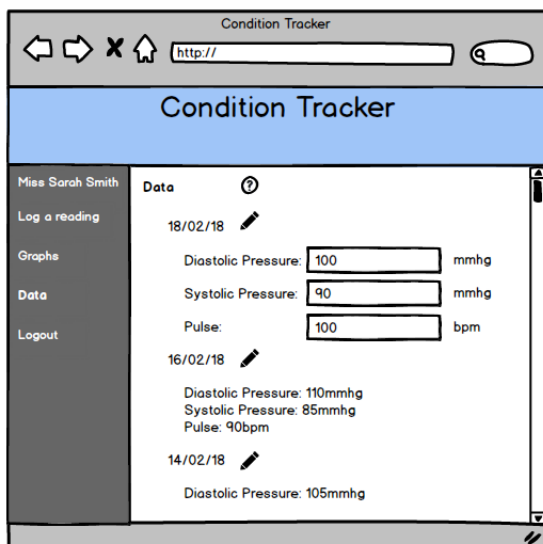 Condition Tracker
http://
Condition Tracker
Miss Sarah Smith
Log a reading
Graphs
Data
Logout
Data ?
18/02/18
Diastolic Pressure: 100 mmhg
Systolic Pressure: 90 mmhg
Pulse: 100 bpm
16/02/18
Diastolic Pressure: 110mmhg
Systolic Pressure: 85mmhg
Pulse: 90bpm
14/02/18
Diastolic Pressure: 105mmhg